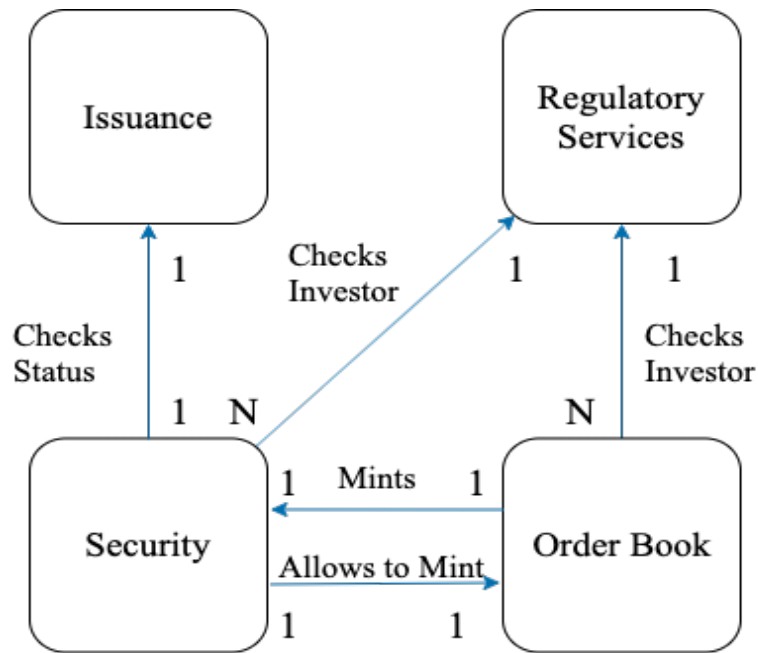 Issuance
Regulatory
Services
1
Checks
Investor
1
1
Checks
Status
Checks
Investor
1
N
N
1
Mints
1
Security
Order Book
Allows to Mint
1
1